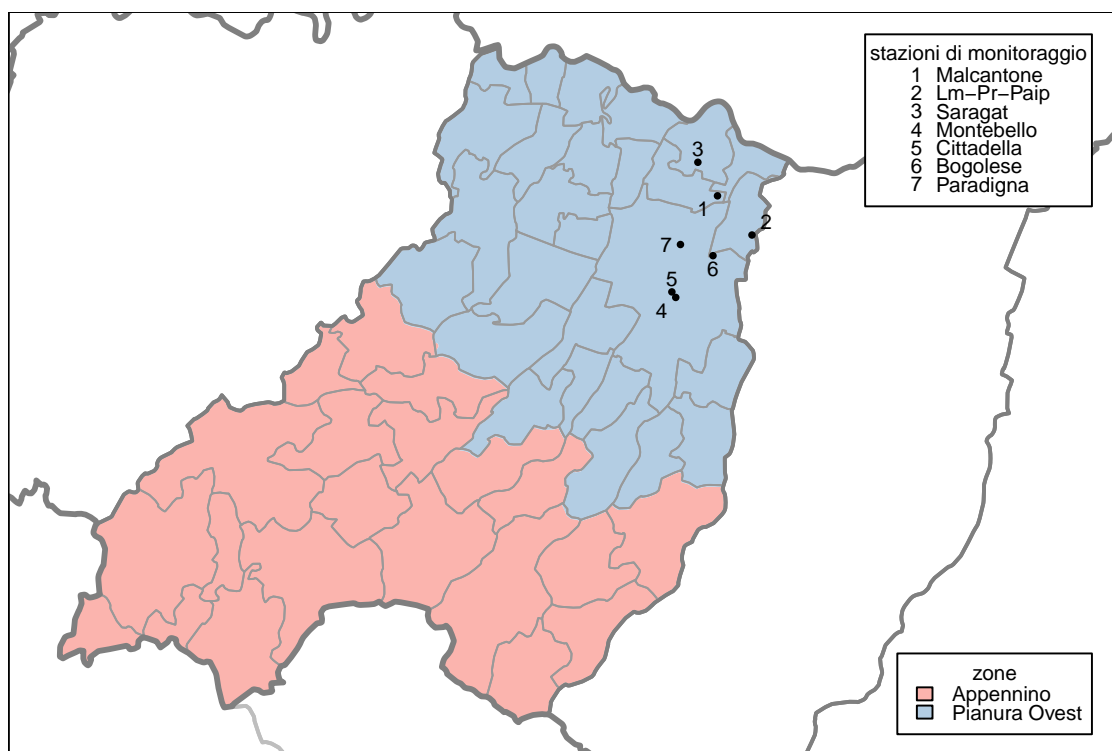 stazioni di monitoraggio
1 Malcantone
2 Lm−Pr−Paip
3 Saragat
4 Montebello
5 Cittadella
6 Bogolese
7 Paradigna
3
1
2
7
6
5
4
zone
Appennino
Pianura Ovest